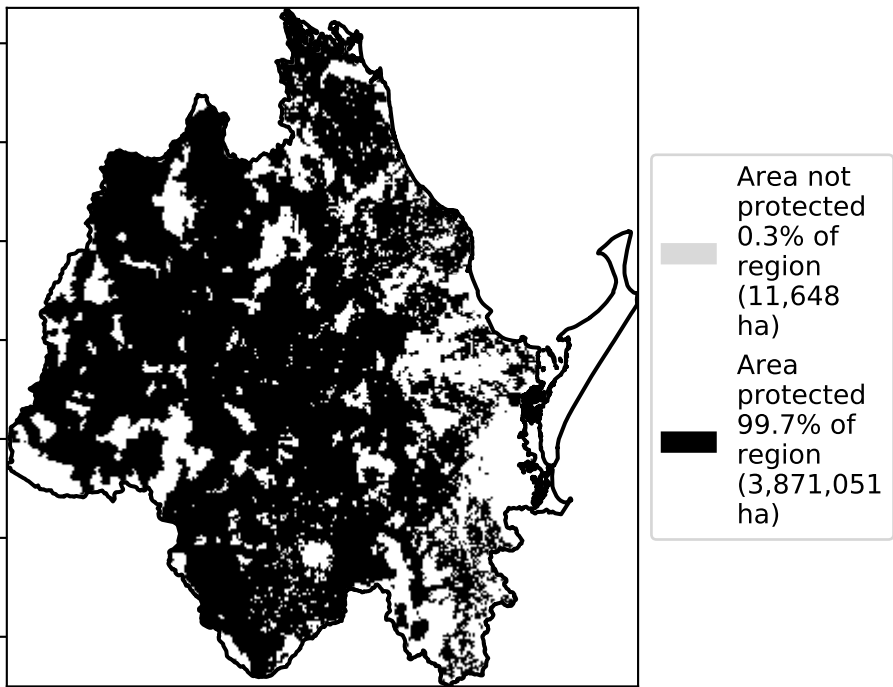 Area not
protected
0.3% of
region
(11,648
ha)
Area
protected
99.7% of
region
(3,871,051
ha)